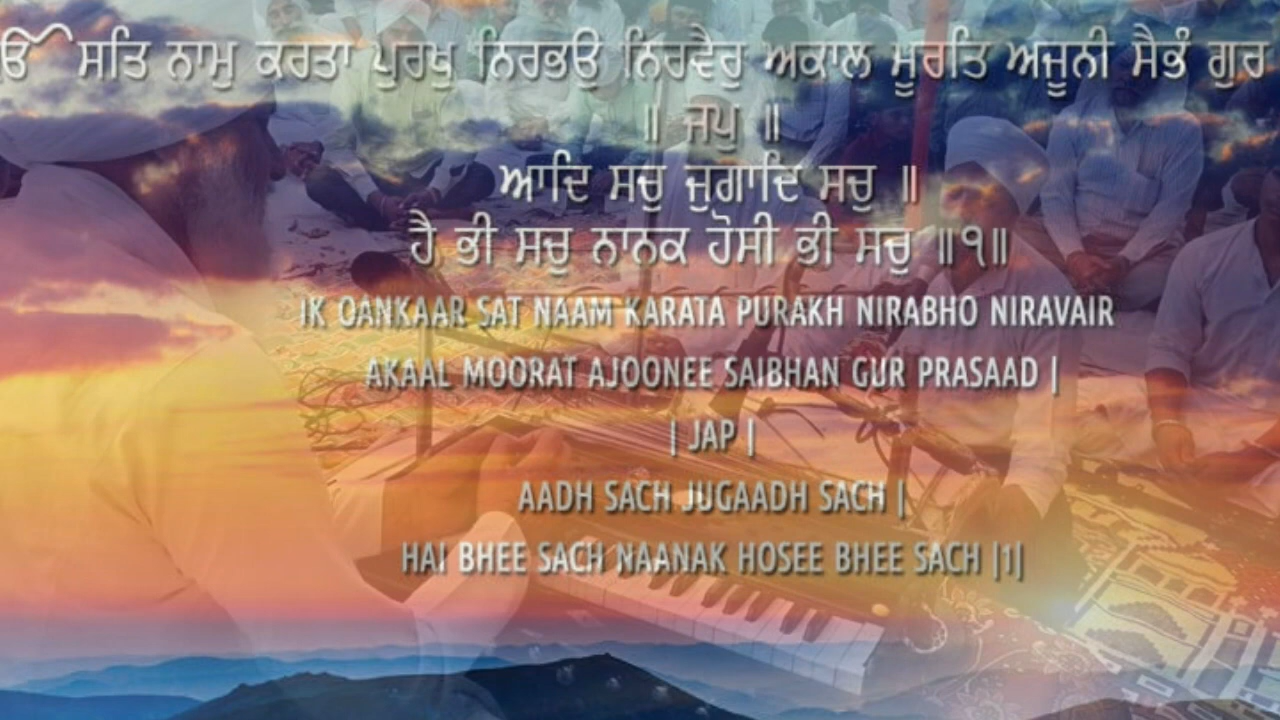 ੴ ਸਤਿ ਨਾਮੁ ਕਰਤਾ ਪੁਰਖੁ ਨਿਰਭਉ ਨਿਰਵੈਰੁ ਅਕਾਲ ਮੂਰਤਿ ਅਜੂਨੀ ਸੈਭੰ ਗੁਰ
॥ ਜਪੁ ॥
ਆਦਿ ਸਚੁ ਜੁਗਾਦਿ ਸਚੁ ॥
ਹੈ ਭੀ ਸਚੁ ਨਾਨਕ ਹੋਸੀ ਭੀ ਸਚੁ ॥੧॥
IK OANKAAR SAT NAAM KARATA PURAKH NIRABHO NIRAVAIR
AKAAL MOORAT AJOONEE SAIBHAN GUR PRASAAD |
| JAP |
AADH SACH JUGAADH SACH |
HAI BHEE SACH NAANAK HOSEE BHEE SACH |1|